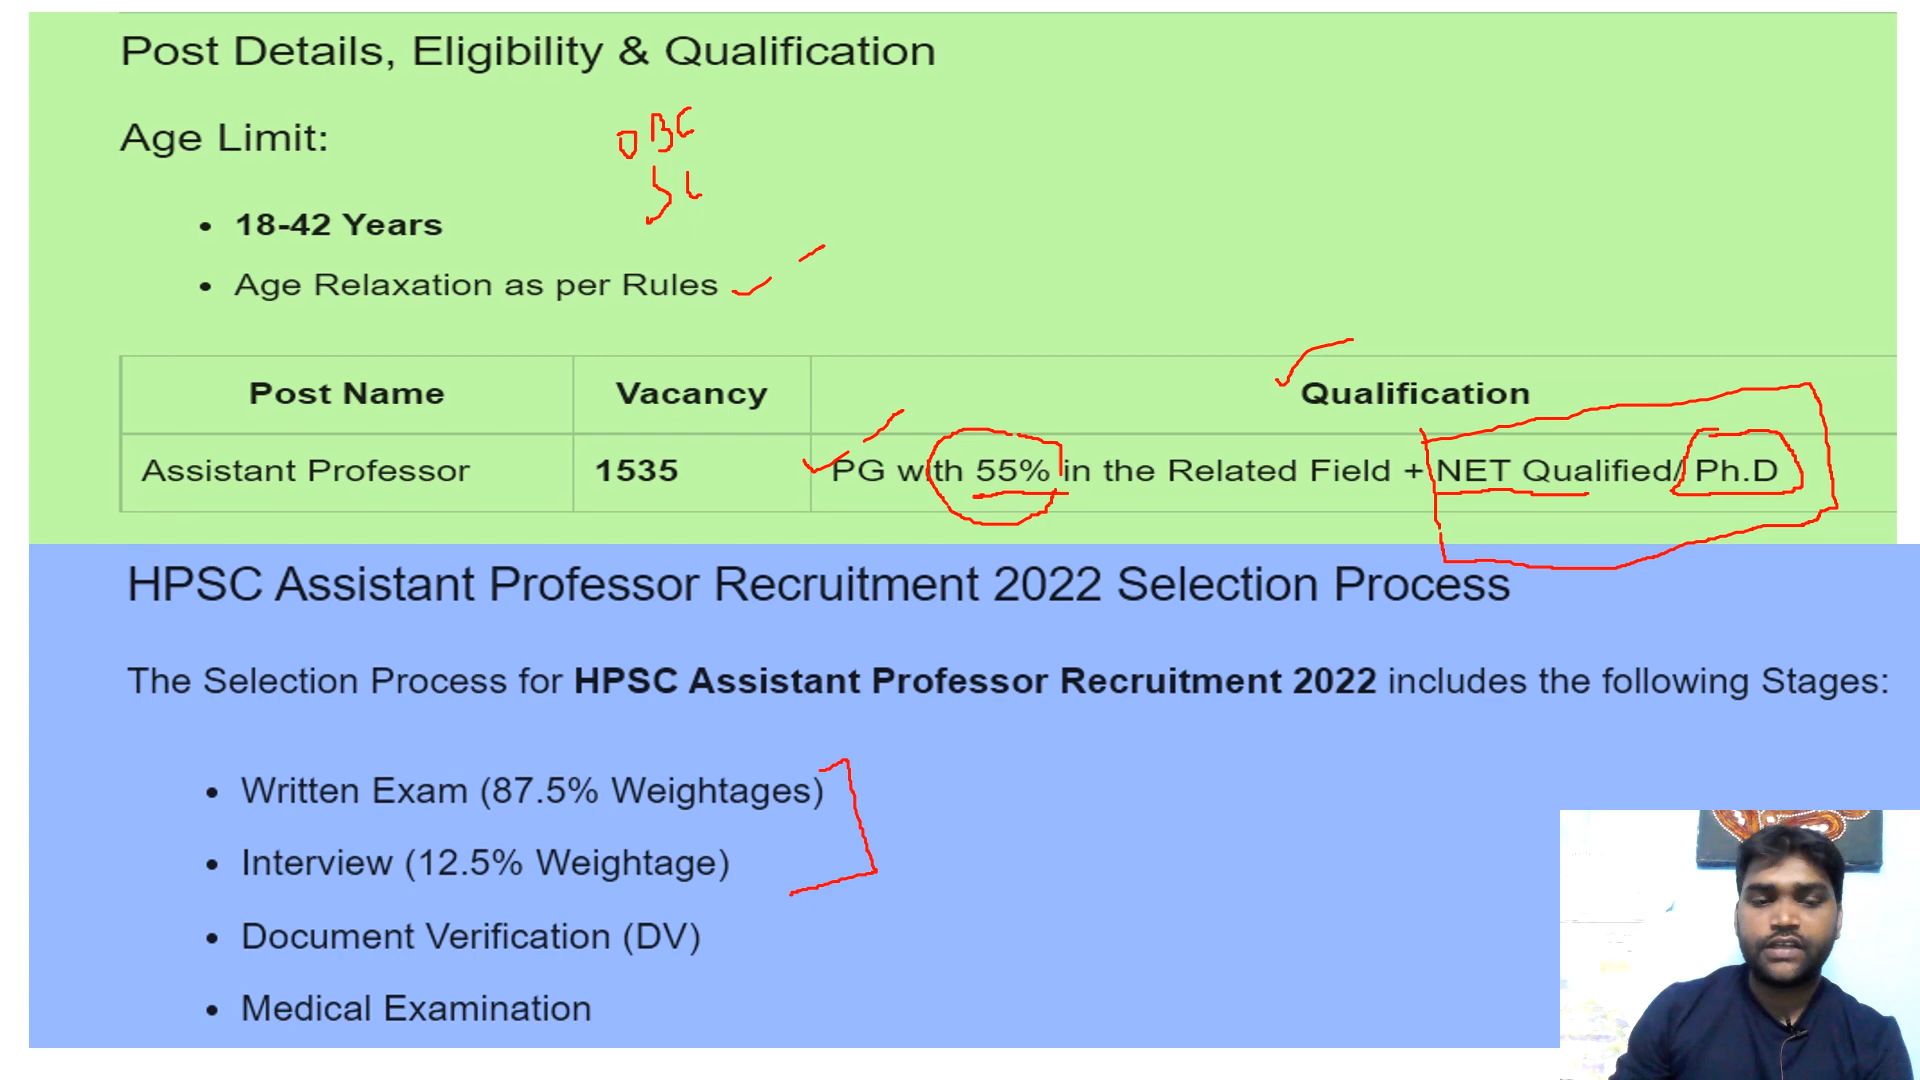 Post Details, Eligibility & Qualification
Age Limit:
OBC
SC
• 18-42 Years
• Age Relaxation as per Rules
Post Name Vacancy Qualification
Assistant Professor 1535 PG with 55% in the Related Field + NET Qualified/ Ph.D
HPSC Assistant Professor Recruitment 2022 Selection Process
The Selection Process for HPSC Assistant Professor Recruitment 2022 includes the following Stages:
• Written Exam (87.5% Weightages)
• Interview (12.5% Weightage)
• Document Verification (DV)
• Medical Examination